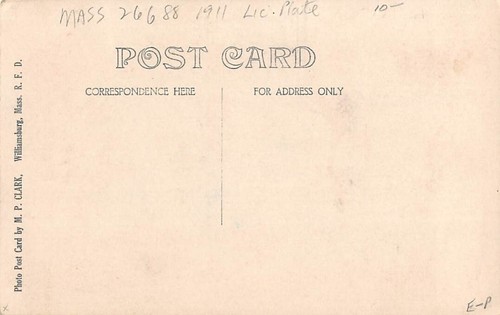 MASS 26688 1911 Lic. Plate 10-
POST CARD
CORRESPONDENCE HERE
FOR ADDRESS ONLY
Photo Post Card by M. P. CLARK, Williamsburg, Mass. R. F. D.
x
E-P